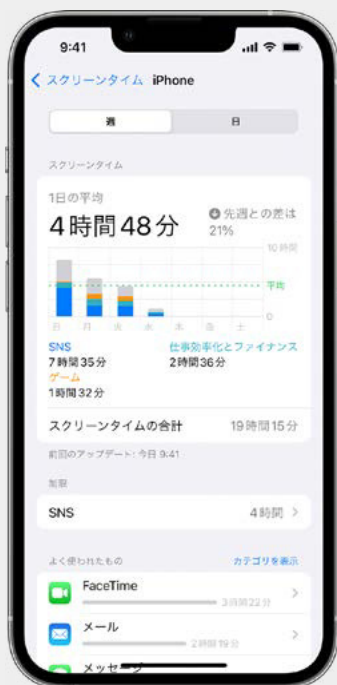 9:41
スクリーンタイム iPhone
週 日
スクリーンタイム
1日の平均
4時間48分
先週との差は
21%
10時間
平均
0
日 月 火 水 木 金 土
SNS 仕事効率化とファイナンス
7時間35分 2時間36分
ゲーム
1時間32分
スクリーンタイムの合計 19時間15分
前回のアップデート: 今日 9:41
制限
SNS 4時間
よく使われたもの カテゴリを表示
FaceTime
3時間22分
メール
2時間19分
メッセージ